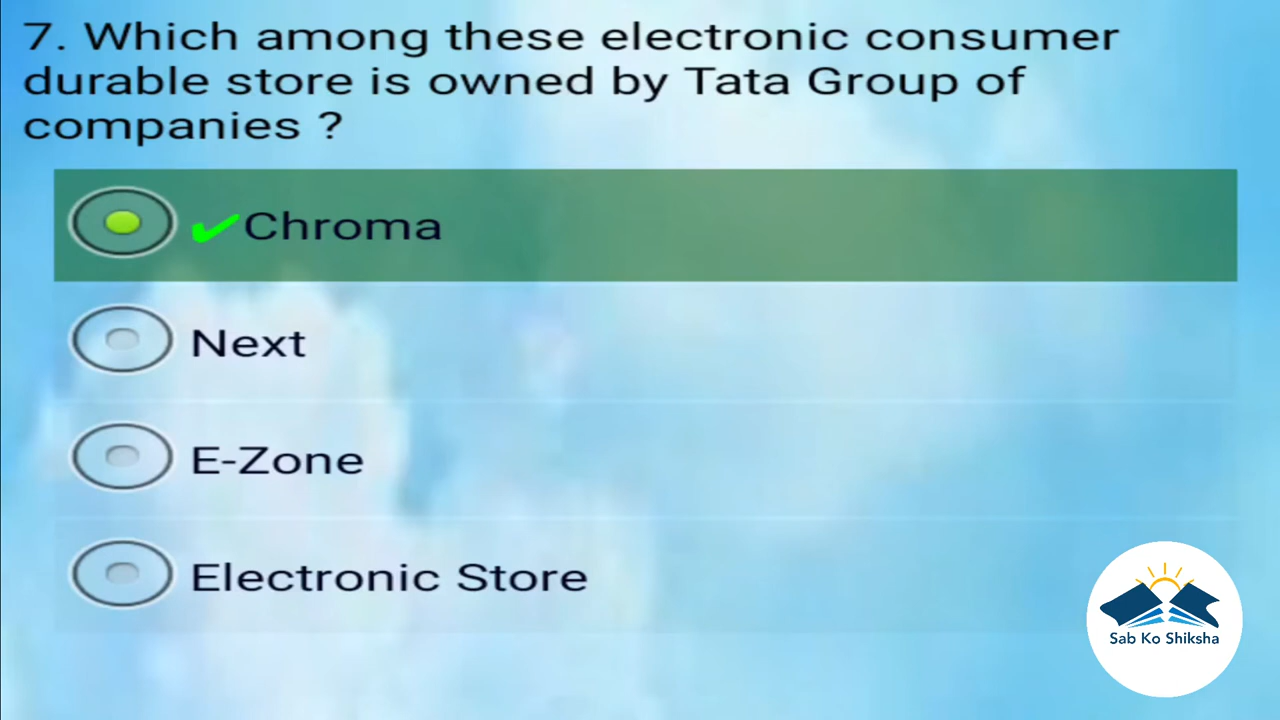 7. Which among these electronic consumer
durable store is owned by Tata Group of
companies ?
✔Chroma
Next
E-Zone
Electronic Store
Sab Ko Shiksha